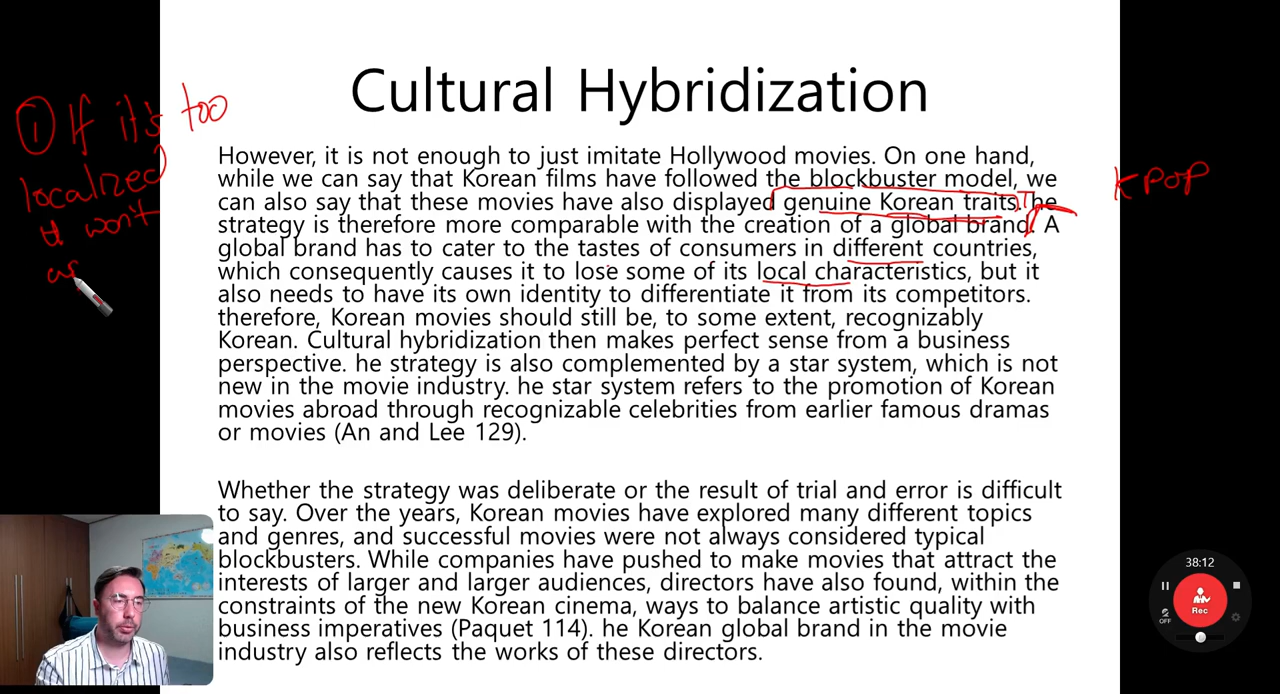 Cultural Hybridization
① If it's too
localized
it won't
as
KPOP
However, it is not enough to just imitate Hollywood movies. On one hand,
while we can say that Korean films have followed the blockbuster model, we
can also say that these movies have also displayed genuine Korean traits. The
strategy is therefore more comparable with the creation of a global brand. A
global brand has to cater to the tastes of consumers in different countries,
which consequently causes it to lose some of its local characteristics, but it
also needs to have its own identity to differentiate it from its competitors.
therefore, Korean movies should still be, to some extent, recognizably
Korean. Cultural hybridization then makes perfect sense from a business
perspective. he strategy is also complemented by a star system, which is not
new in the movie industry. he star system refers to the promotion of Korean
movies abroad through recognizable celebrities from earlier famous dramas
or movies (An and Lee 129).
Whether the strategy was deliberate or the result of trial and error is difficult
to say. Over the years, Korean movies have explored many different topics
and genres, and successful movies were not always considered typical
blockbusters. While companies have pushed to make movies that attract the
interests of larger and larger audiences, directors have also found, within the
constraints of the new Korean cinema, ways to balance artistic quality with
business imperatives (Paquet 114). he Korean global brand in the movie
industry also reflects the works of these directors.
38:12
Rec
OFF